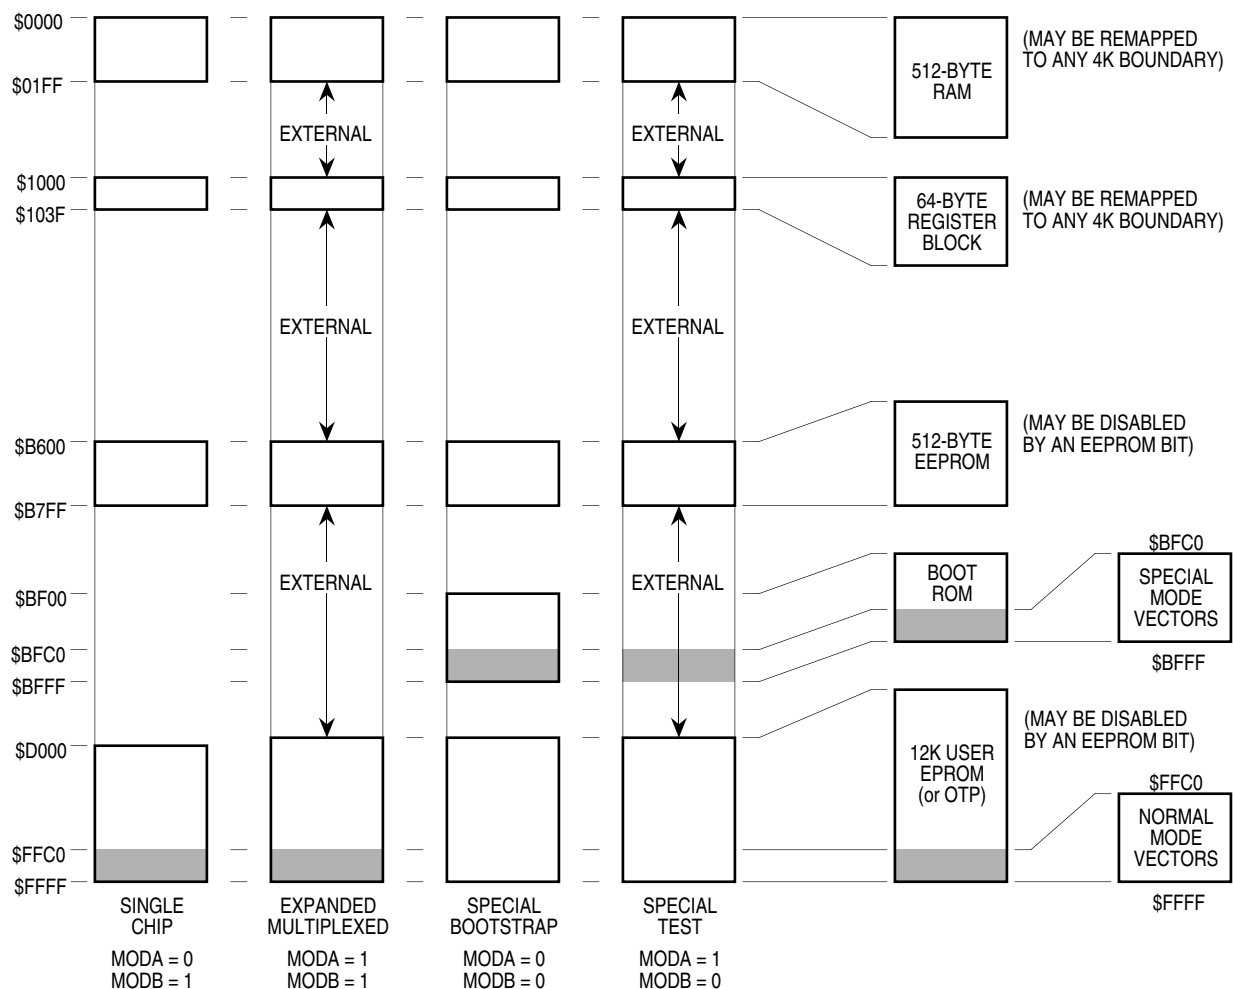 $0000
$01FF
$1000
$103F
$B600
$B7FF
$BF00
$BFC0
$BFFF
$D000
$FFC0
$FFFF
EXTERNAL
EXTERNAL
EXTERNAL
EXTERNAL
EXTERNAL
EXTERNAL
512-BYTE
RAM
(MAY BE REMAPPED
TO ANY 4K BOUNDARY)
64-BYTE
REGISTER
BLOCK
(MAY BE REMAPPED
TO ANY 4K BOUNDARY)
512-BYTE
EEPROM
(MAY BE DISABLED
BY AN EEPROM BIT)
BOOT
ROM
$BFC0
SPECIAL
MODE
VECTORS
$BFFF
12K USER
EPROM
(or OTP)
(MAY BE DISABLED
BY AN EEPROM BIT)
$FFC0
NORMAL
MODE
VECTORS
$FFFF
SINGLE
CHIP
MODA = 0
MODB = 1
EXPANDED
MULTIPLEXED
MODA = 1
MODB = 1
SPECIAL
BOOTSTRAP
MODA = 0
MODB = 0
SPECIAL
TEST
MODA = 1
MODB = 0